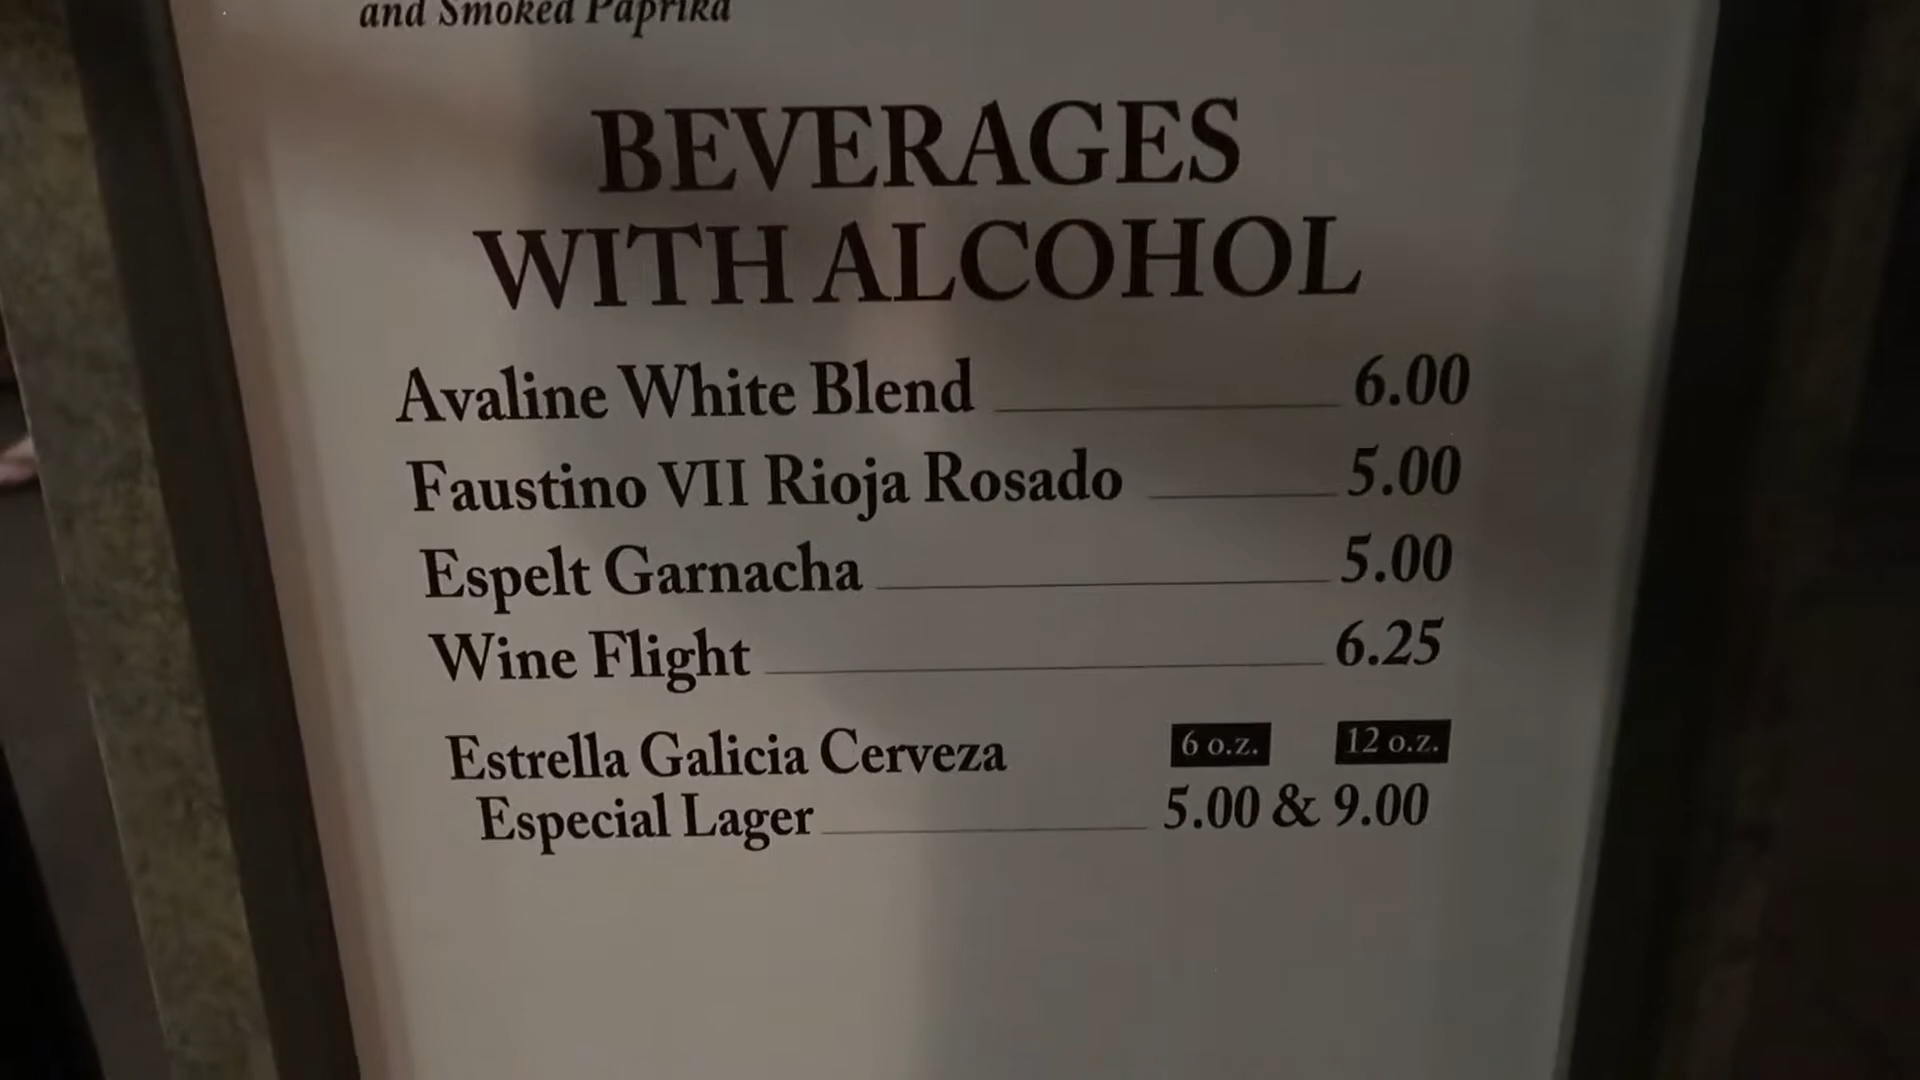 and Smoked Paprika
BEVERAGES
WITH ALCOHOL
Avaline White Blend 6.00
Faustino VII Rioja Rosado 5.00
Espelt Garnacha 5.00
Wine Flight 6.25
Estrella Galicia Cerveza 6 o.z. 12 o.z.
Especial Lager 5.00 & 9.00